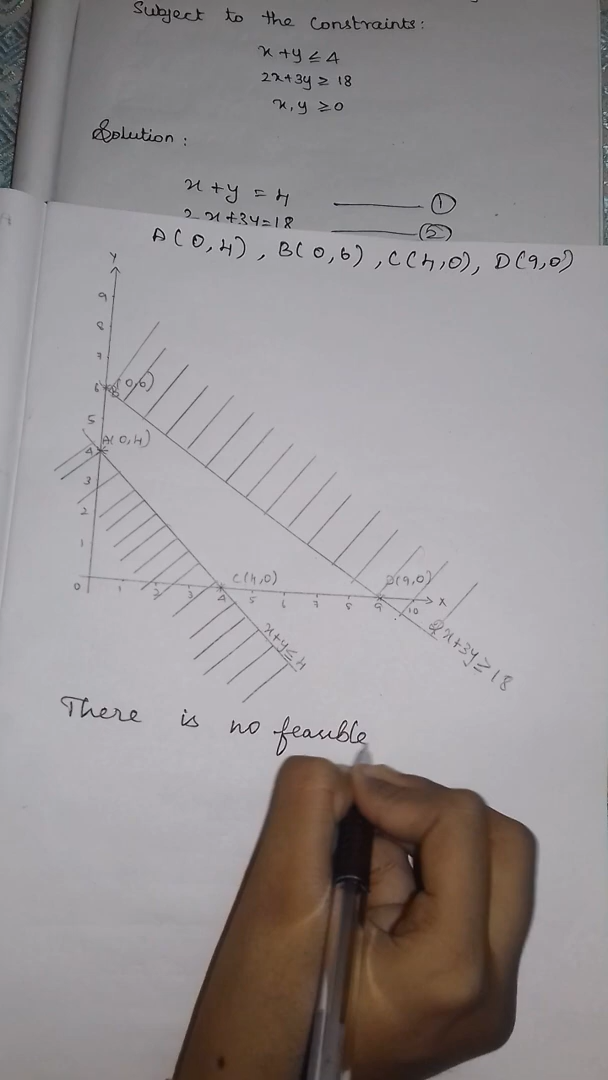 Subject to the Constraints:
x+y ≤ 4
2x+3y ≥ 18
x, y ≥ 0
Solution:
x+y = 4 ①
2x+3y=18 ②
A(0,4), B(0,6), C(4,0), D(9,0)
Y
9
8
7
6 B(0,6)
5
4 A(0,4)
3
2
1
C(4,0) D(9,0)
0 1 2 3 4 5 6 7 8 9 10 X
x+y≤4
2x+3y≥18
There is no feasible